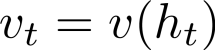 v_t = v(h_t)